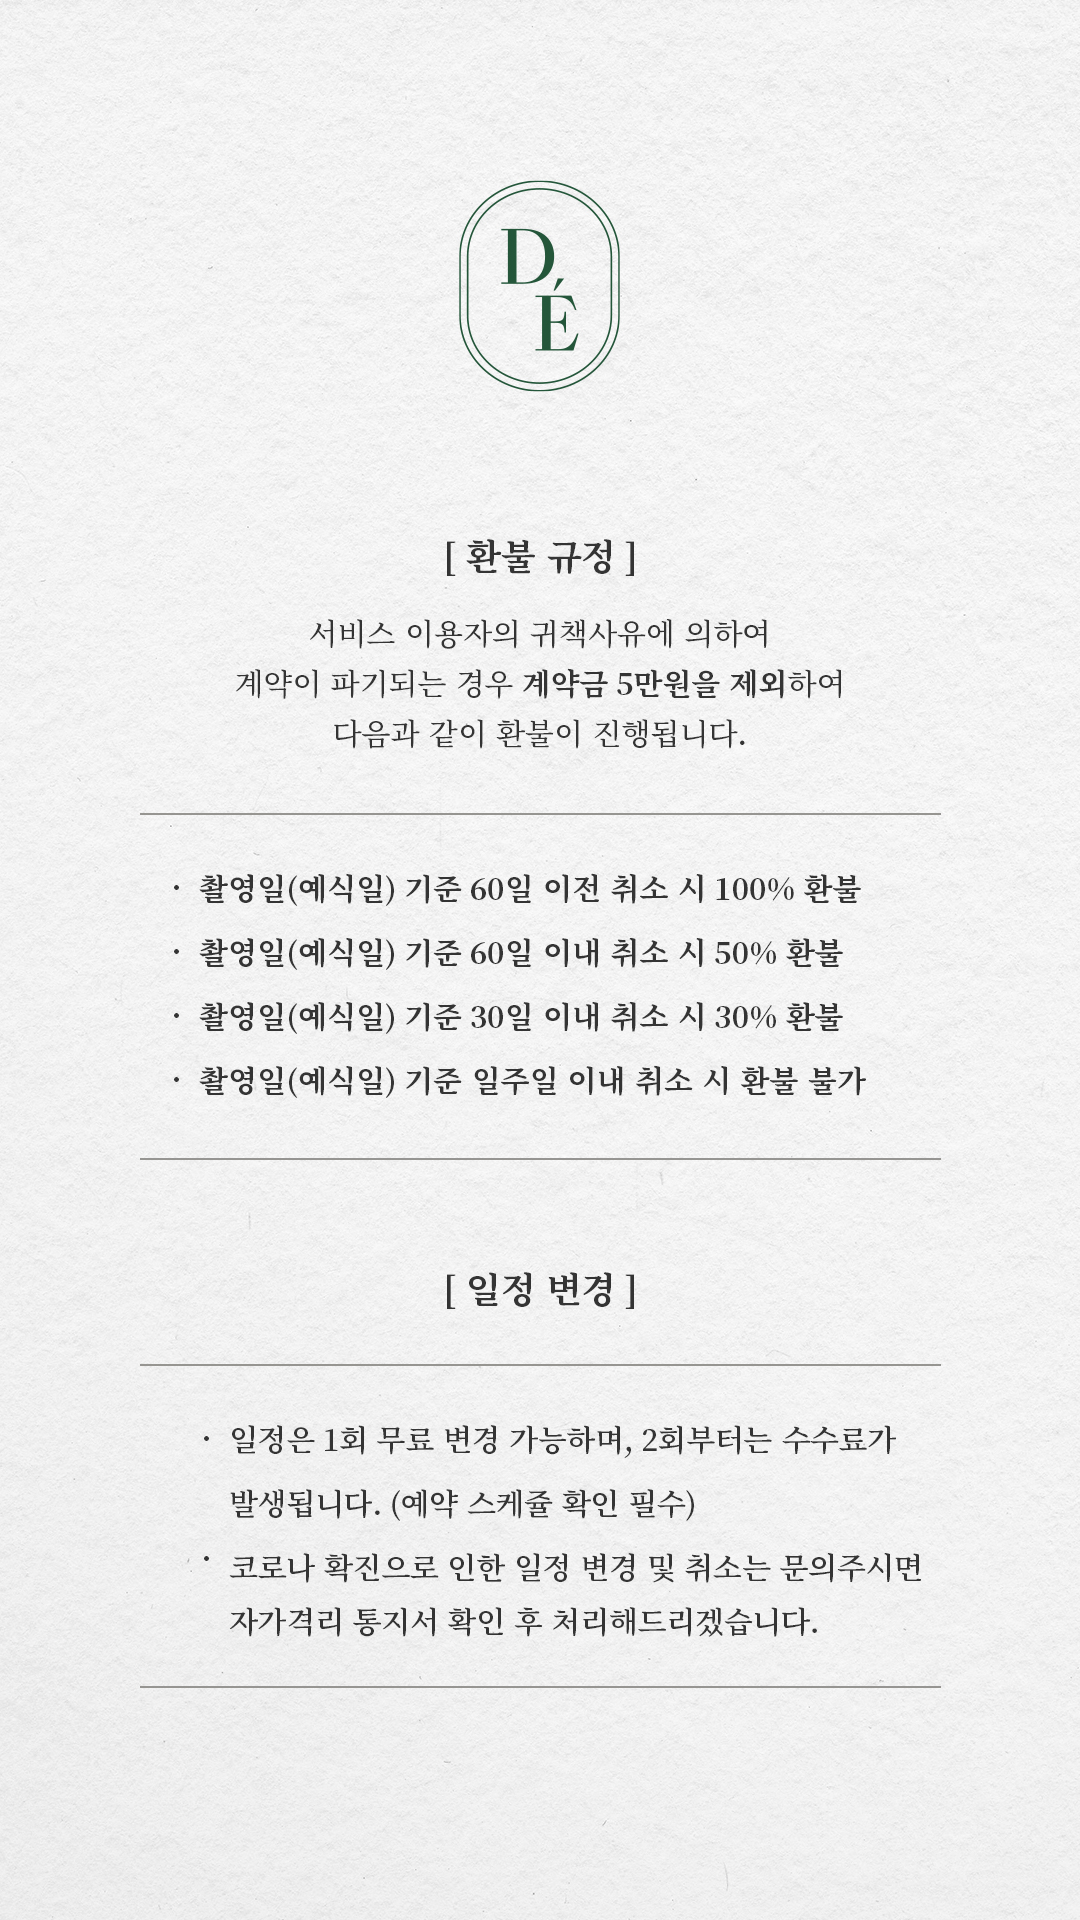 D
É
[ 환불 규정 ]
서비스 이용자의 귀책사유에 의하여
계약이 파기되는 경우 계약금 5만원을 제외하여
다음과 같이 환불이 진행됩니다.
· 촬영일(예식일) 기준 60일 이전 취소 시 100% 환불
· 촬영일(예식일) 기준 60일 이내 취소 시 50% 환불
· 촬영일(예식일) 기준 30일 이내 취소 시 30% 환불
· 촬영일(예식일) 기준 일주일 이내 취소 시 환불 불가
[ 일정 변경 ]
· 일정은 1회 무료 변경 가능하며, 2회부터는 수수료가
발생됩니다. (예약 스케쥴 확인 필수)
· 코로나 확진으로 인한 일정 변경 및 취소는 문의주시면
자가격리 통지서 확인 후 처리해드리겠습니다.